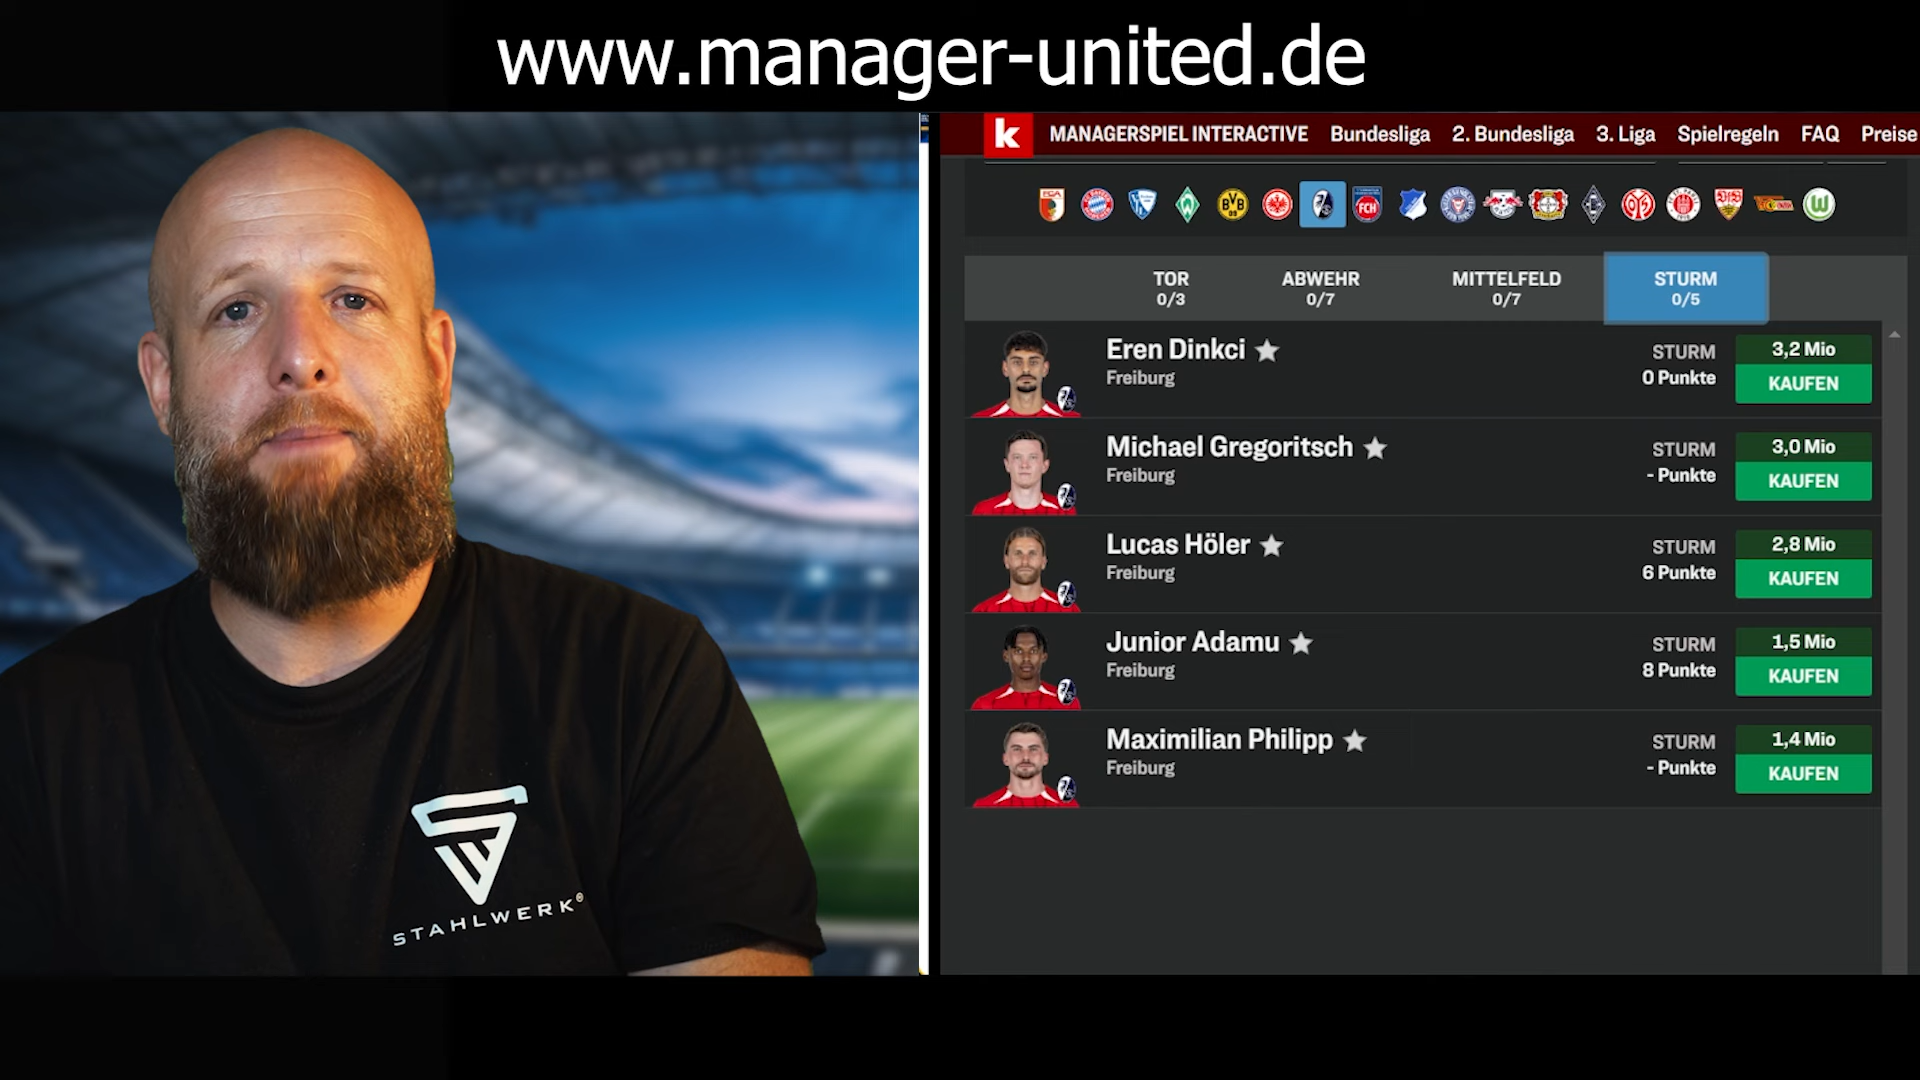 www.manager-united.de
k MANAGERSPIEL INTERACTIVE Bundesliga 2. Bundesliga 3. Liga Spielregeln FAQ Preise
TOR ABWEHR MITTELFELD STURM
0/3 0/7 0/7 0/5
Eren Dinkci STURM 3,2 Mio
Freiburg 0 Punkte KAUFEN
Michael Gregoritsch STURM 3,0 Mio
Freiburg - Punkte KAUFEN
Lucas Höler STURM 2,8 Mio
Freiburg 6 Punkte KAUFEN
Junior Adamu STURM 1,5 Mio
Freiburg 8 Punkte KAUFEN
Maximilian Philipp STURM 1,4 Mio
Freiburg - Punkte KAUFEN
STAHLWERK®